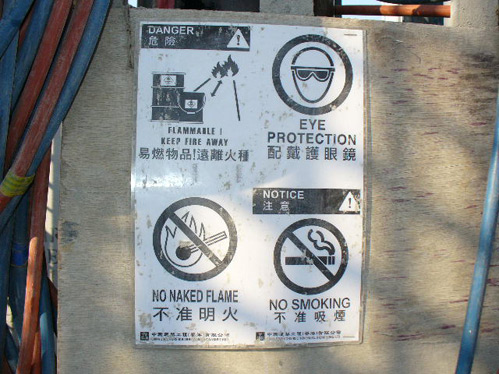 DANGER
危險
FLAMMABLE!
KEEP FIRE AWAY
易燃物品!遠離火種
EYE
PROTECTION
配戴護眼鏡
NO NAKED FLAME
不准明火
NOTICE
注意
NO SMOKING
不准吸煙